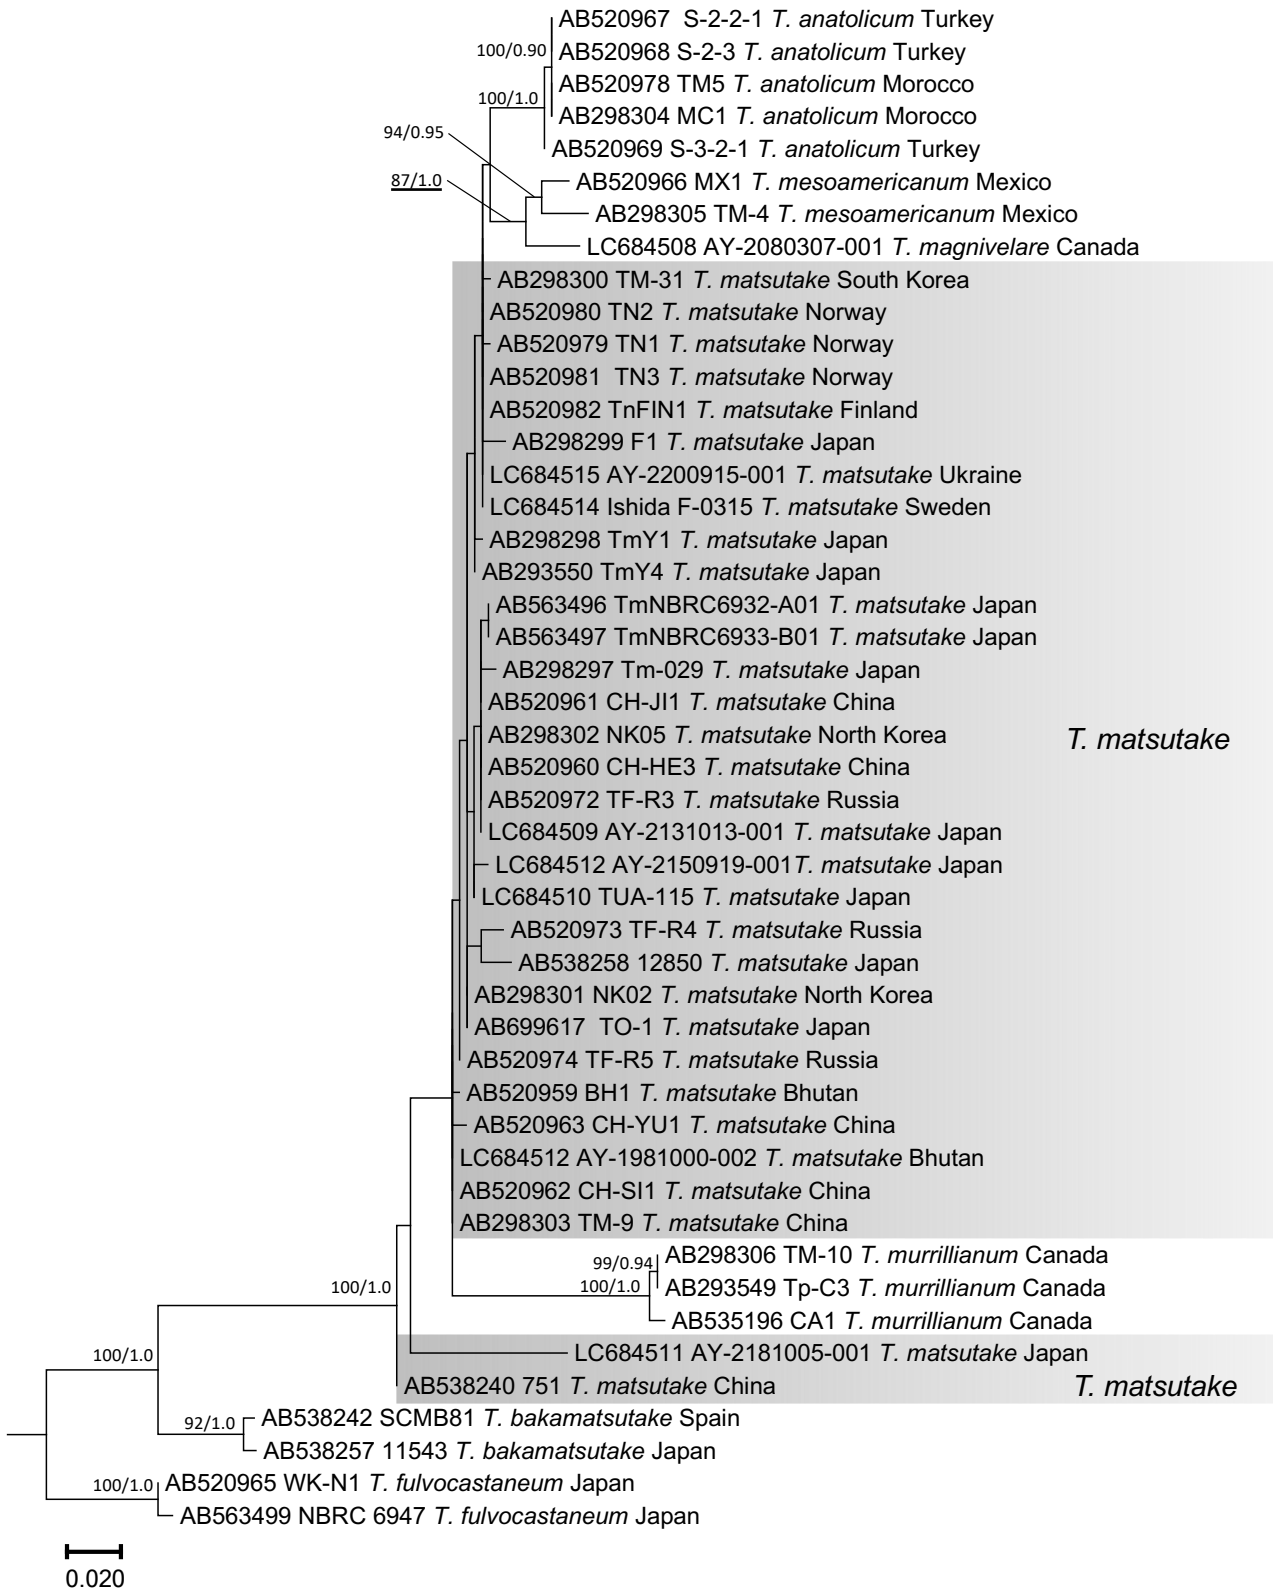 AB520967 S-2-2-1 T. anatolicum Turkey
100/0.90
AB520968 S-2-3 T. anatolicum Turkey
AB520978 TM5 T. anatolicum Morocco
100/1.0
AB298304 MC1 T. anatolicum Morocco
94/0.95
AB520969 S-3-2-1 T. anatolicum Turkey
87/1.0
AB520966 MX1 T. mesoamericanum Mexico
AB298305 TM-4 T. mesoamericanum Mexico
LC684508 AY-2080307-001 T. magnivelare Canada
AB298300 TM-31 T. matsutake South Korea
AB520980 TN2 T. matsutake Norway
AB520979 TN1 T. matsutake Norway
AB520981 TN3 T. matsutake Norway
AB520982 TnFIN1 T. matsutake Finland
AB298299 F1 T. matsutake Japan
LC684515 AY-2200915-001 T. matsutake Ukraine
LC684514 Ishida F-0315 T. matsutake Sweden
AB298298 TmY1 T. matsutake Japan
AB293550 TmY4 T. matsutake Japan
AB563496 TmNBRC6932-A01 T. matsutake Japan
AB563497 TmNBRC6933-B01 T. matsutake Japan
AB298297 Tm-029 T. matsutake Japan
AB520961 CH-JI1 T. matsutake China
AB298302 NK05 T. matsutake North Korea
T. matsutake
AB520960 CH-HE3 T. matsutake China
AB520972 TF-R3 T. matsutake Russia
LC684509 AY-2131013-001 T. matsutake Japan
LC684512 AY-2150919-001T. matsutake Japan
LC684510 TUA-115 T. matsutake Japan
AB520973 TF-R4 T. matsutake Russia
AB538258 12850 T. matsutake Japan
AB298301 NK02 T. matsutake North Korea
AB699617 TO-1 T. matsutake Japan
AB520974 TF-R5 T. matsutake Russia
AB520959 BH1 T. matsutake Bhutan
AB520963 CH-YU1 T. matsutake China
LC684512 AY-1981000-002 T. matsutake Bhutan
AB520962 CH-SI1 T. matsutake China
AB298303 TM-9 T. matsutake China
99/0.94
AB298306 TM-10 T. murrillianum Canada
100/1.0
100/1.0
AB293549 Tp-C3 T. murrillianum Canada
AB535196 CA1 T. murrillianum Canada
100/1.0
LC684511 AY-2181005-001 T. matsutake Japan
AB538240 751 T. matsutake China
T. matsutake
92/1.0
AB538242 SCMB81 T. bakamatsutake Spain
AB538257 11543 T. bakamatsutake Japan
100/1.0
AB520965 WK-N1 T. fulvocastaneum Japan
AB563499 NBRC 6947 T. fulvocastaneum Japan
0.020